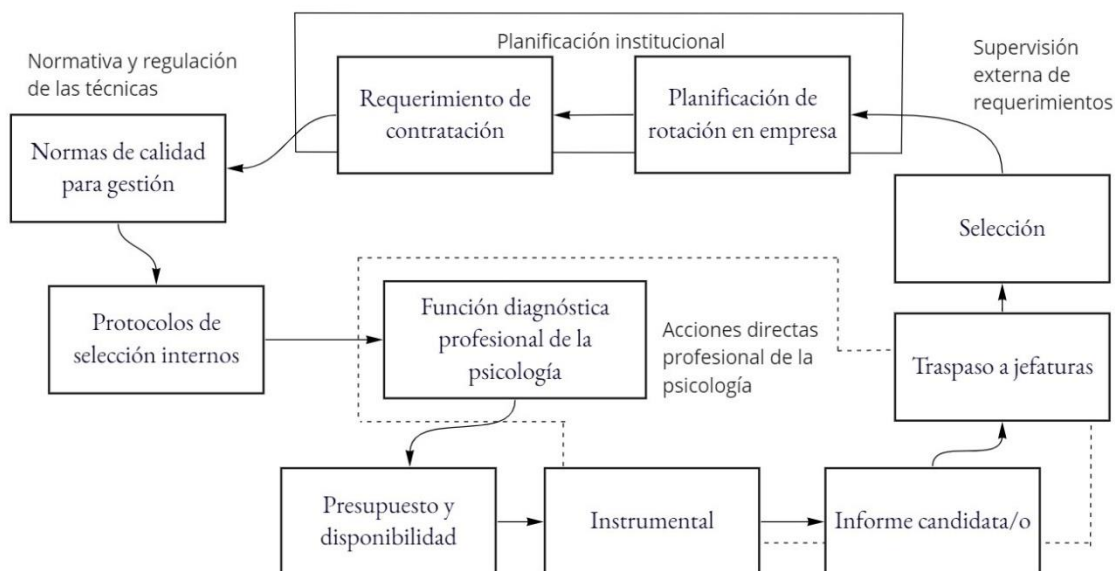 Planificación institucional
Normativa y regulación
de las técnicas
Supervisión
externa de
requerimientos
Requerimiento de
contratación
Planificación de
rotación en empresa
Normas de calidad
para gestión
Selección
Protocolos de
selección internos
Función diagnóstica
profesional de la
psicología
Acciones directas
profesional de la
psicología
Traspaso a jefaturas
Presupuesto y
disponibilidad
Instrumental
Informe candidata/o